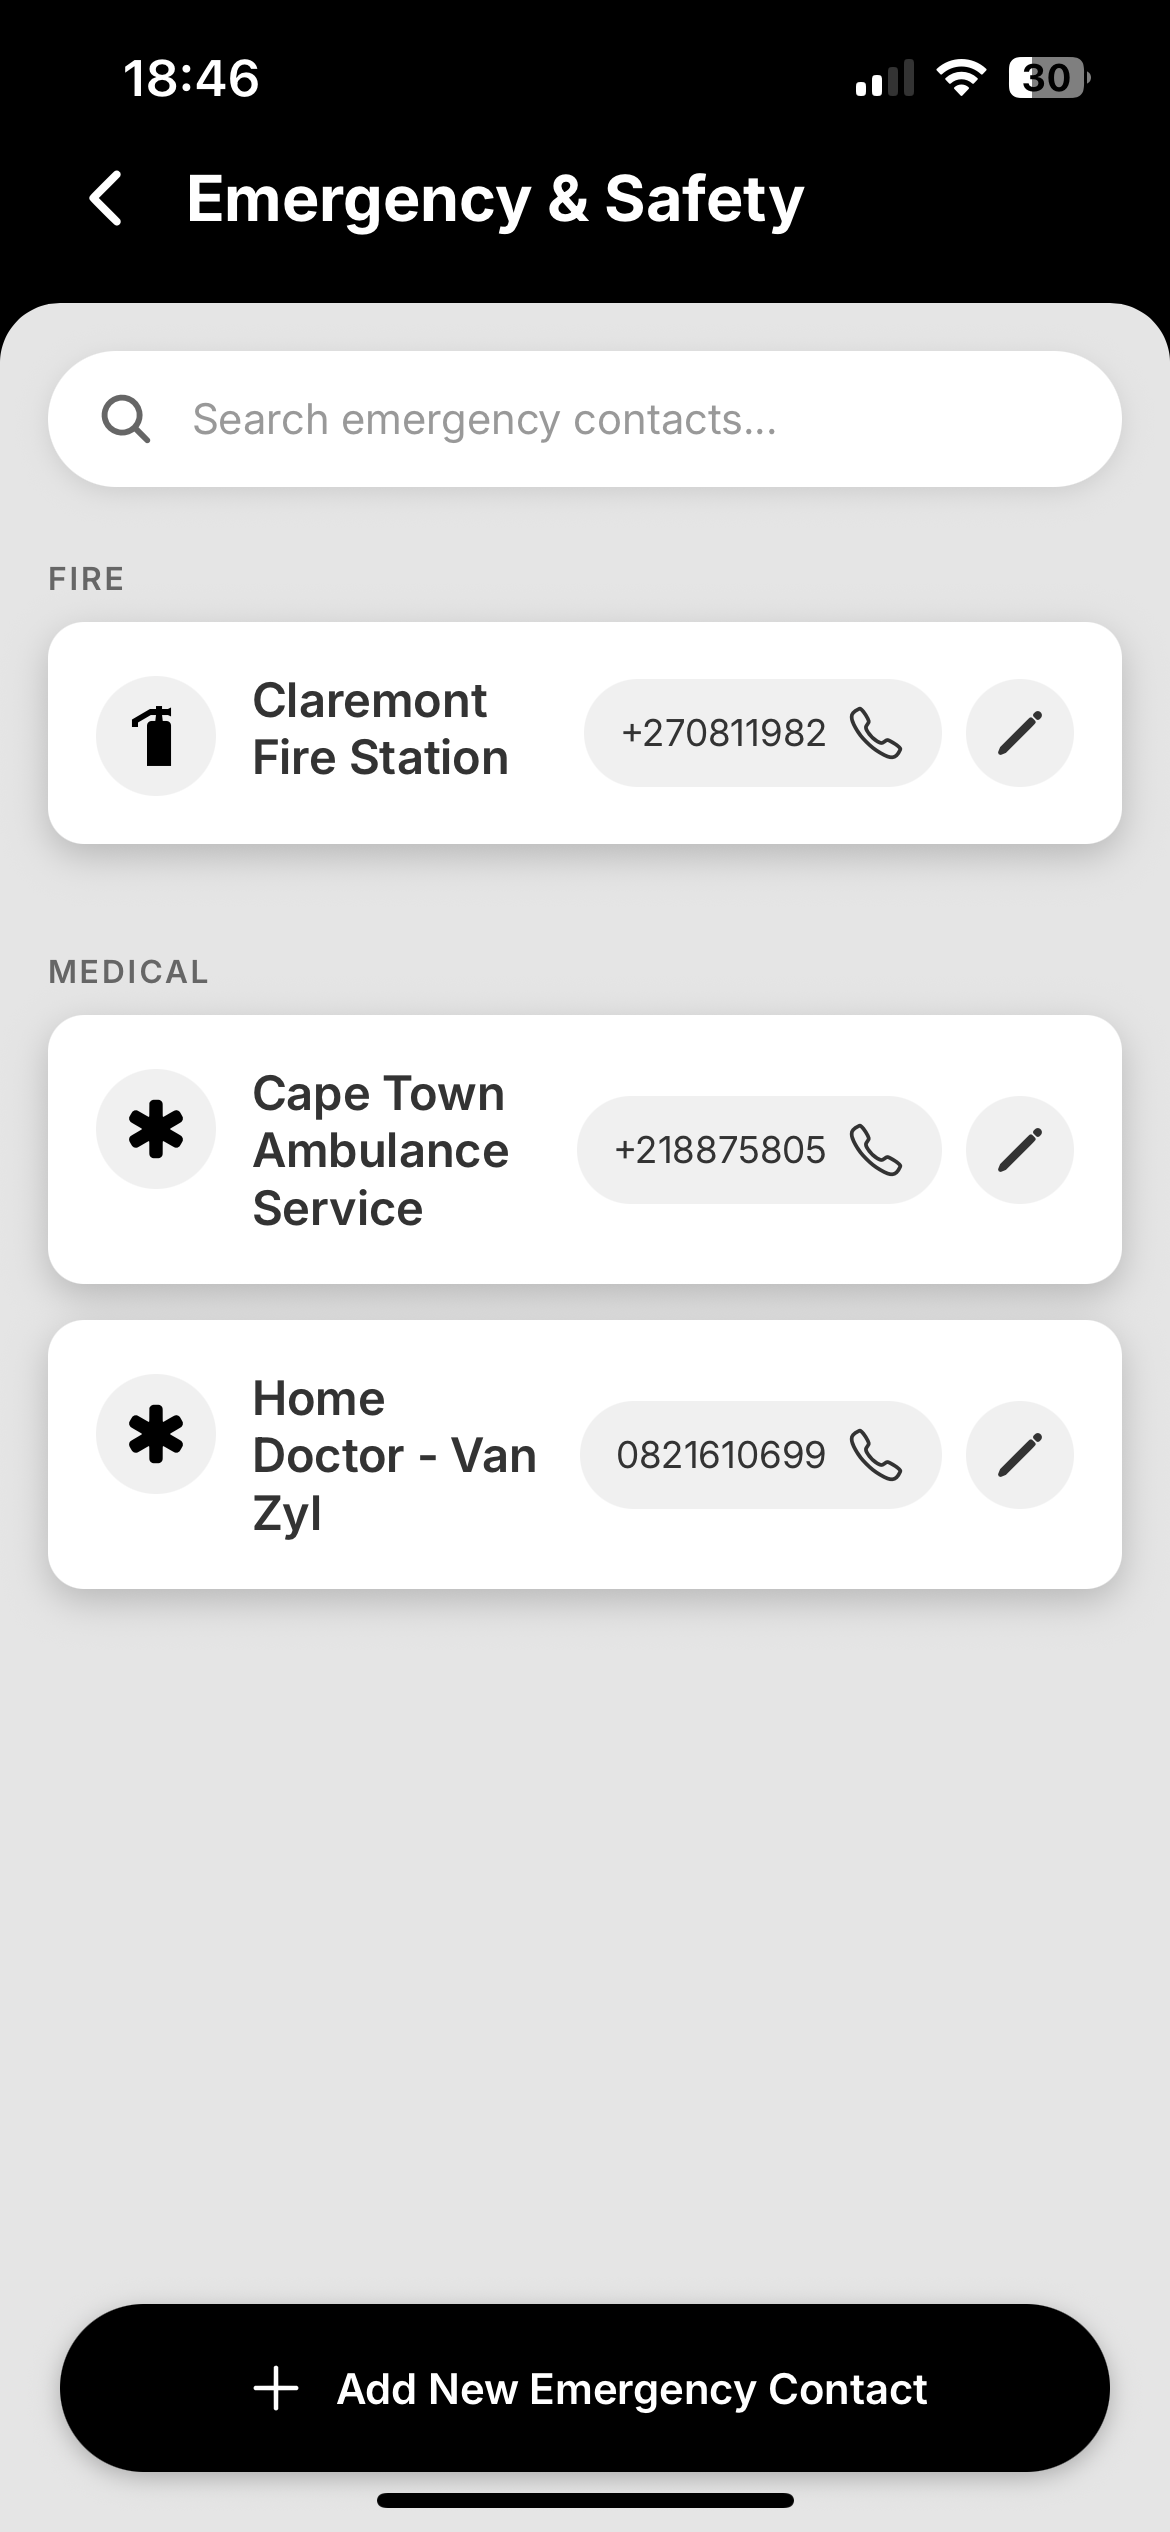 18:46
30
Emergency & Safety
Search emergency contacts...
FIRE
Claremont
Fire Station
+270811982
MEDICAL
Cape Town
Ambulance
Service
+218875805
Home
Doctor - Van
Zyl
0821610699
Add New Emergency Contact